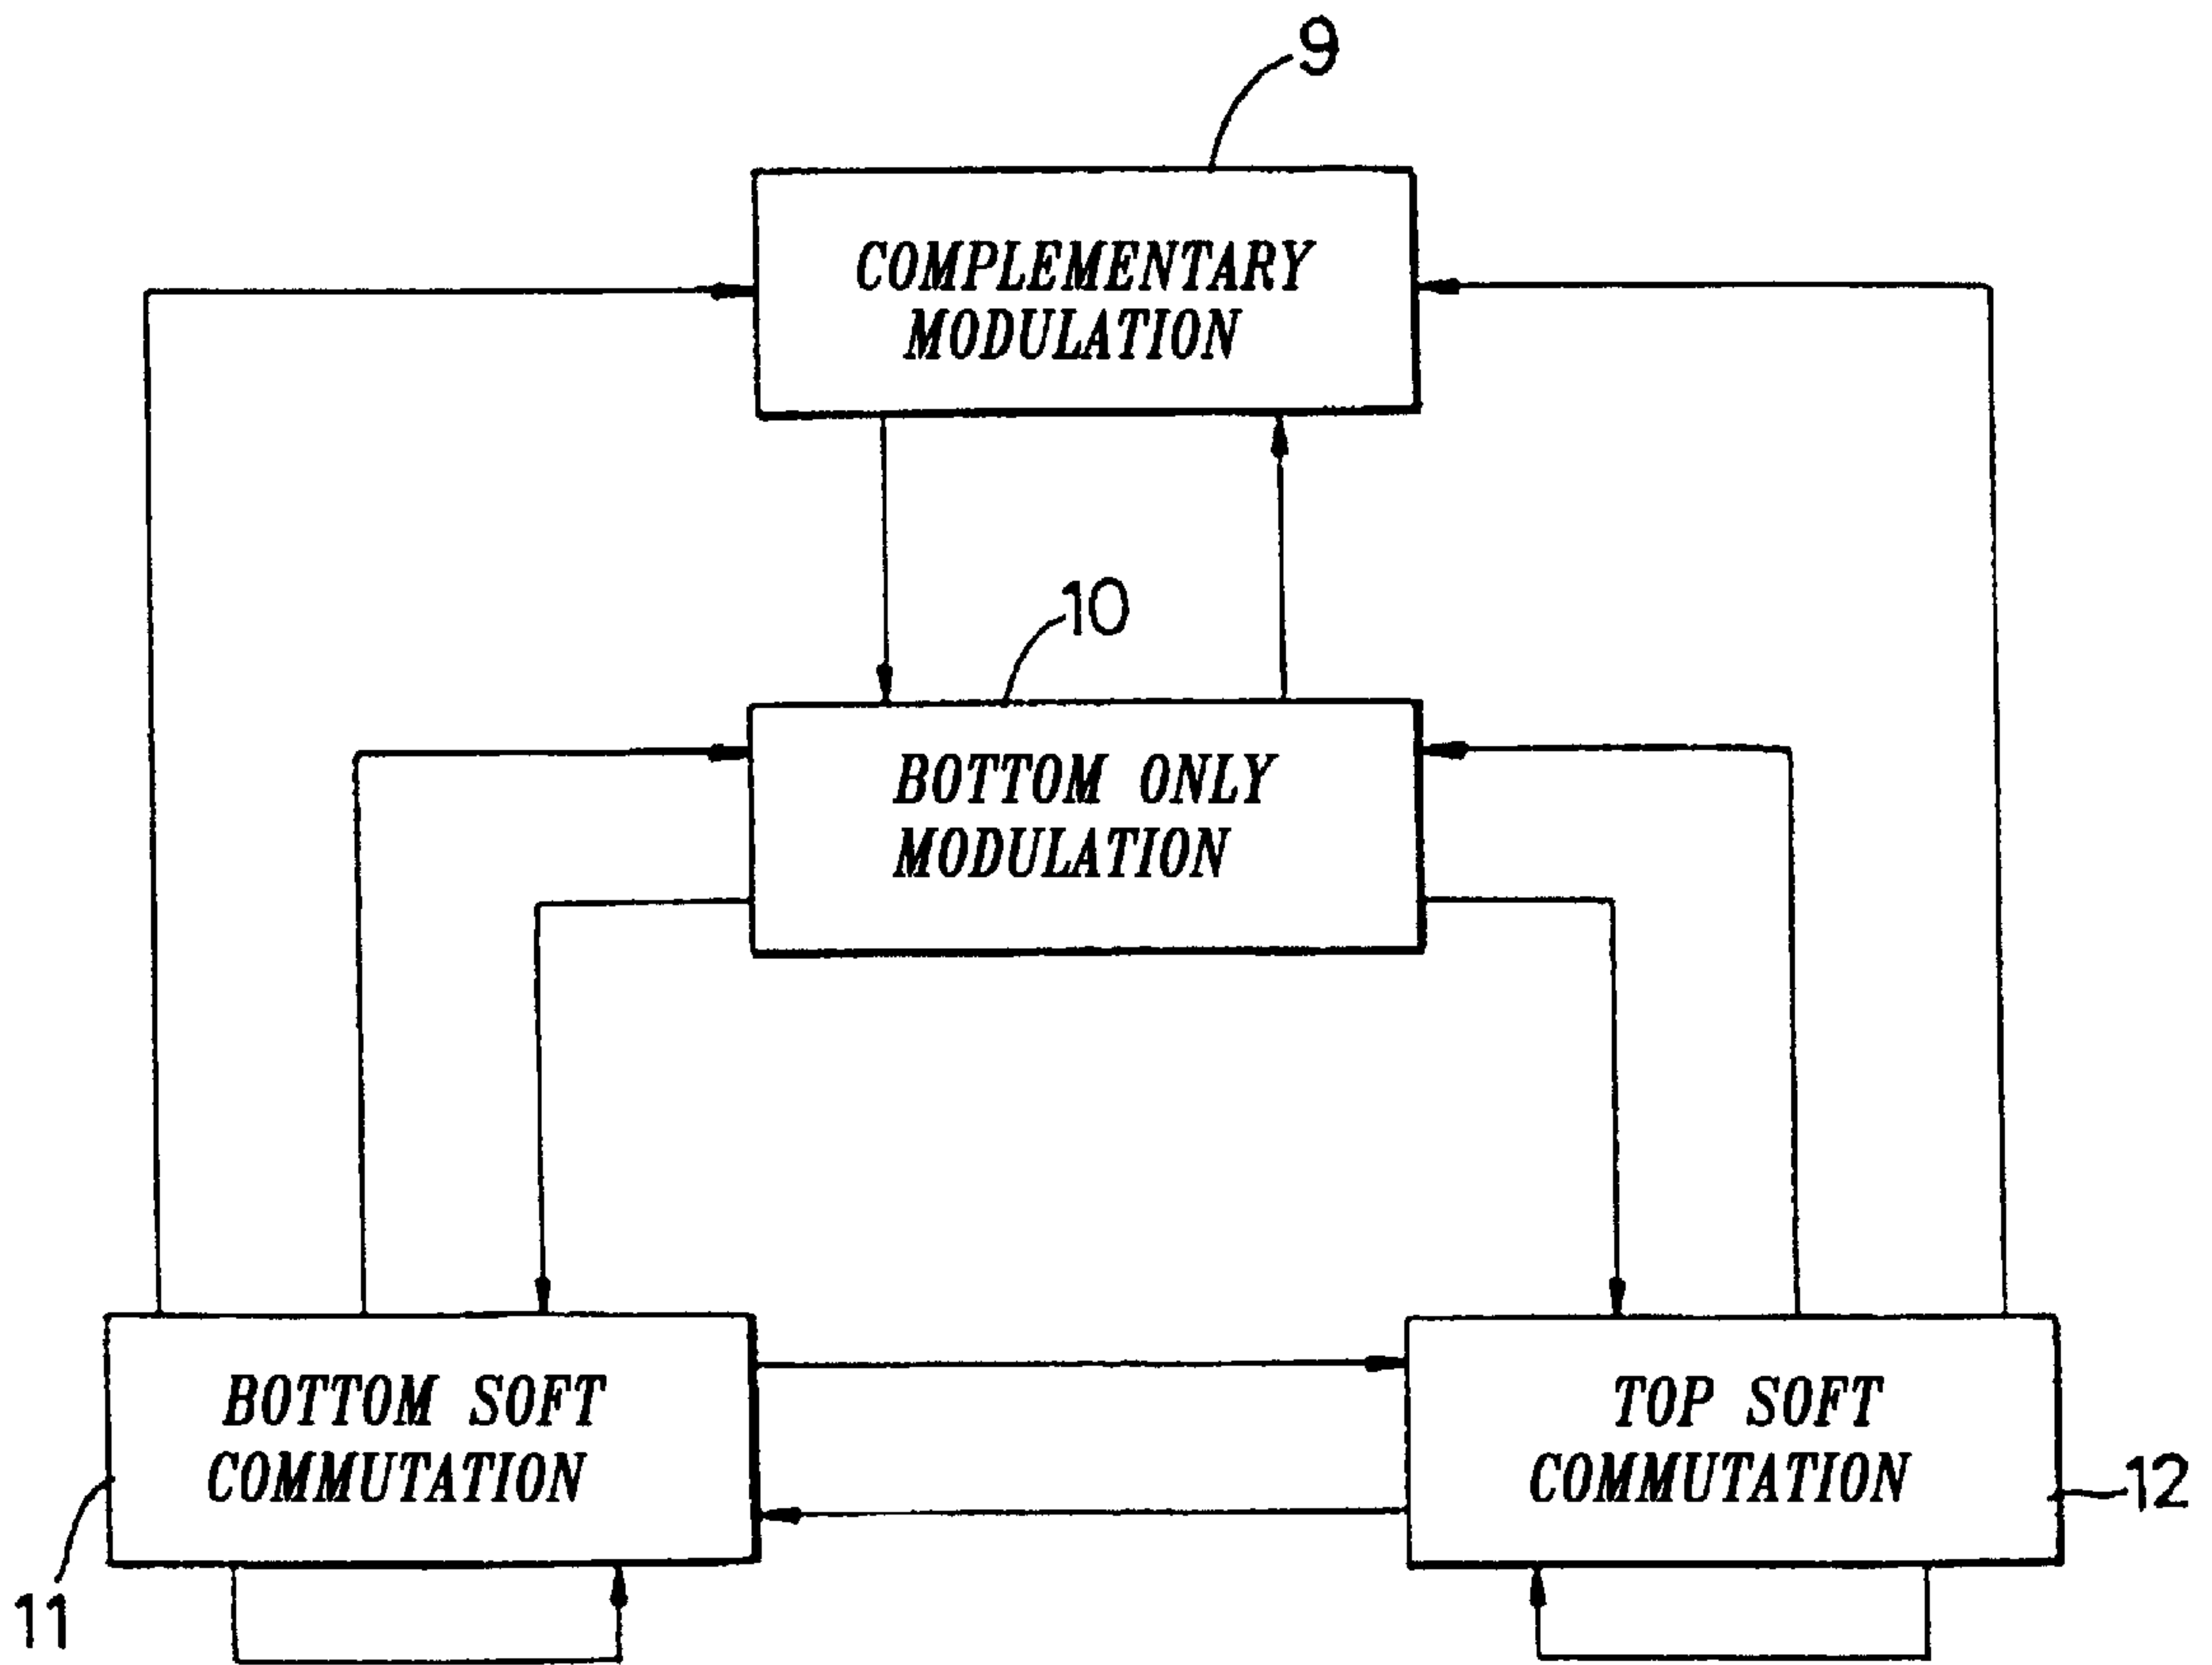 9
COMPLEMENTARY
MODULATION
10
BOTTOM ONLY
MODULATION
BOTTOM SOFT
COMMUTATION
11
TOP SOFT
COMMUTATION
12